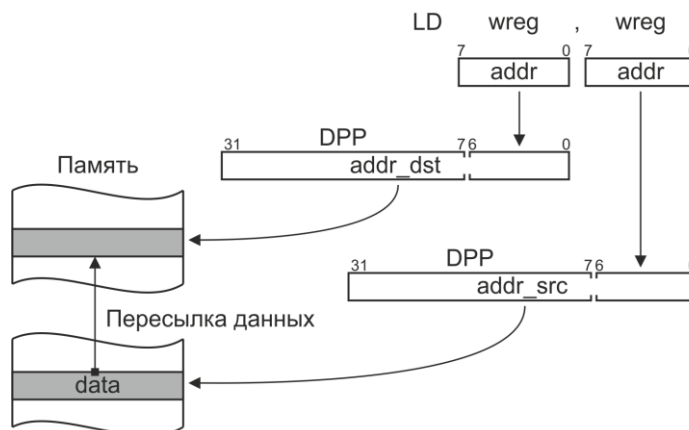 LD wreg , wreg
7 0 7
addr addr
DPP
31 7 6 0
addr_dst
Память
DPP
31 7 6
addr_src
Пересылка данных
data